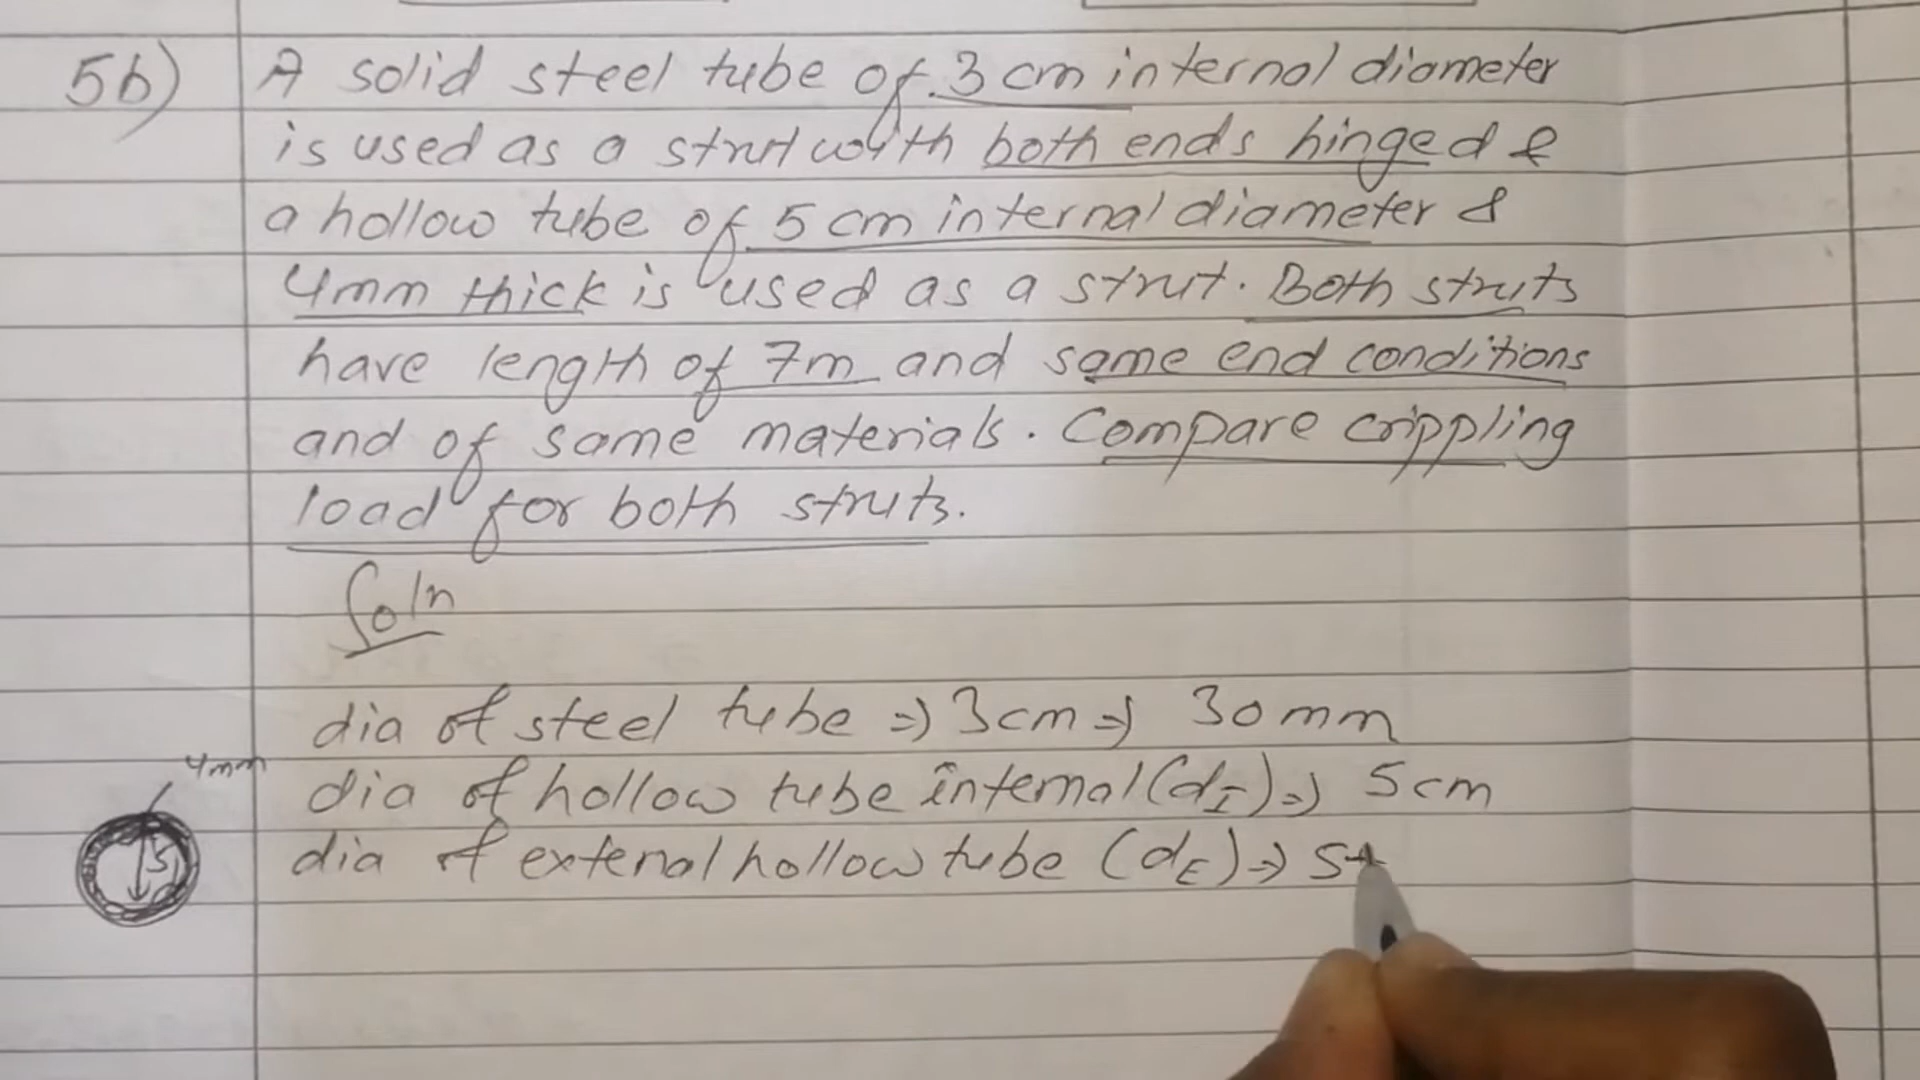 5b) A solid steel tube of 3 cm internal diameter
is used as a strut with both ends hinged &
a hollow tube of 5 cm internal diameter &
4mm thick is used as a strut. Both struts
have length of 7m and same end conditions
and of same materials. Compare crippling
load for both struts.
Soln
dia of steel tube => 3cm => 30mm
4mm
dia of hollow tube internal (dI) => 5cm
5
dia of external hollow tube (dE) => 5+